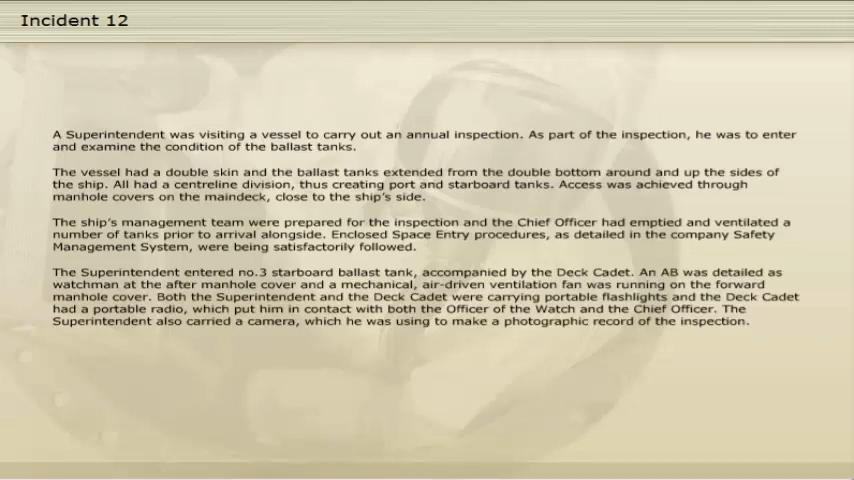 Incident 12
A Superintendent was visiting a vessel to carry out an annual inspection. As part of the inspection, he was to enter
and examine the condition of the ballast tanks.
The vessel had a double skin and the ballast tanks extended from the double bottom around and up the sides of
the ship. All had a centreline division, thus creating port and starboard tanks. Access was achieved through
manhole covers on the maindeck, close to the ship's side.
The ship's management team were prepared for the inspection and the Chief Officer had emptied and ventilated a
number of tanks prior to arrival alongside. Enclosed Space Entry procedures, as detailed in the company Safety
Management System, were being satisfactorily followed.
The Superintendent entered no.3 starboard ballast tank, accompanied by the Deck Cadet. An AB was detailed as
watchman at the after manhole cover and a mechanical, air-driven ventilation fan was running on the forward
manhole cover. Both the Superintendent and the Deck Cadet were carrying portable flashlights and the Deck Cadet
had a portable radio, which put him in contact with both the Officer of the Watch and the Chief Officer. The
Superintendent also carried a camera, which he was using to make a photographic record of the inspection.